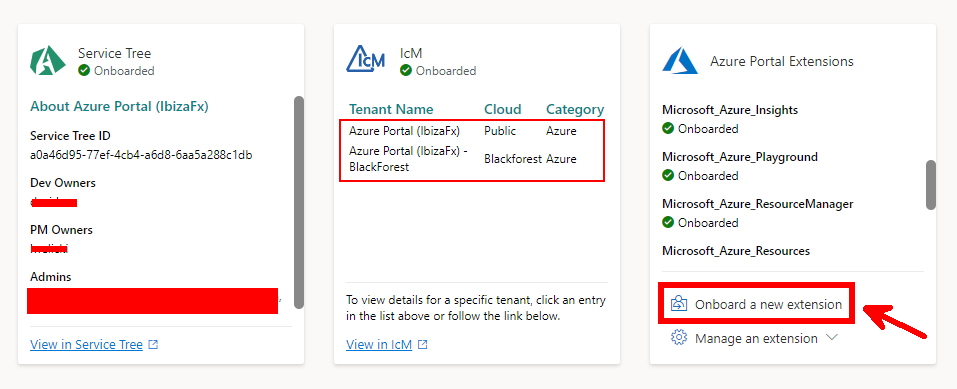 Service Tree
Onboarded
About Azure Portal (IbizaFx)
Service Tree ID
a0a46d95-77ef-4cb4-a6d8-6aa5a288c1db
Dev Owners
PM Owners
Admins
View in Service Tree
IcM
IcM
Onboarded
Tenant Name Cloud Category
Azure Portal (IbizaFx) Public Azure
Azure Portal (IbizaFx) -
BlackForest Blackforest Azure
To view details for a specific tenant, click an entry
in the list above or follow the link below.
View in IcM
Azure Portal Extensions
Microsoft_Azure_Insights
Onboarded
Microsoft_Azure_Playground
Onboarded
Microsoft_Azure_ResourceManager
Onboarded
Microsoft_Azure_Resources
Onboard a new extension
Manage an extension